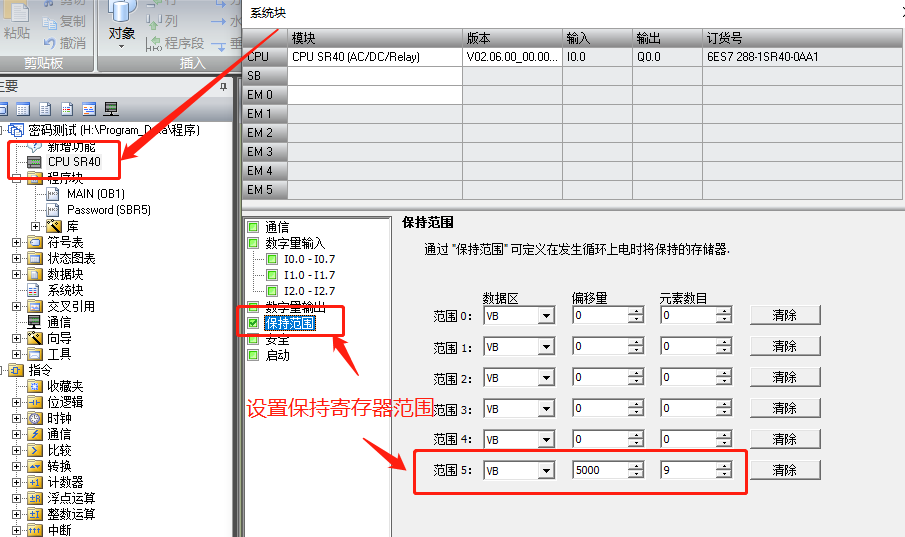 粘贴
剪切
复制
撤消
剪贴板
对象
行
列
程序段
水
垂
插入
主要
密码测试 (H:\Program_Data\程序)
新增功能
CPU SR40
程序块
MAIN (OB1)
Password (SBR5)
库
符号表
状态图表
数据块
系统块
交叉引用
通信
向导
工具
指令
收藏夹
位逻辑
时钟
通信
比较
转换
计数器
浮点运算
整数运算
中断
系统块
模块 版本 输入 输出 订货号
CPU CPU SR40 (AC/DC/Relay) V02.06.00_00.00... I0.0 Q0.0 6ES7 288-1SR40-0AA1
SB
EM 0
EM 1
EM 2
EM 3
EM 4
EM 5
通信
数字量输入
I0.0 - I0.7
I1.0 - I1.7
I2.0 - I2.7
数字量输出
保持范围
安全
启动
设置保持寄存器范围
保持范围
通过 "保持范围" 可定义在发生循环上电时将保持的存储器.
数据区 偏移量 元素数目
范围 0: VB 0 0 清除
范围 1: VB 0 0 清除
范围 2: VB 0 0 清除
范围 3: VB 0 0 清除
范围 4: VB 0 0 清除
范围 5: VB 5000 9 清除